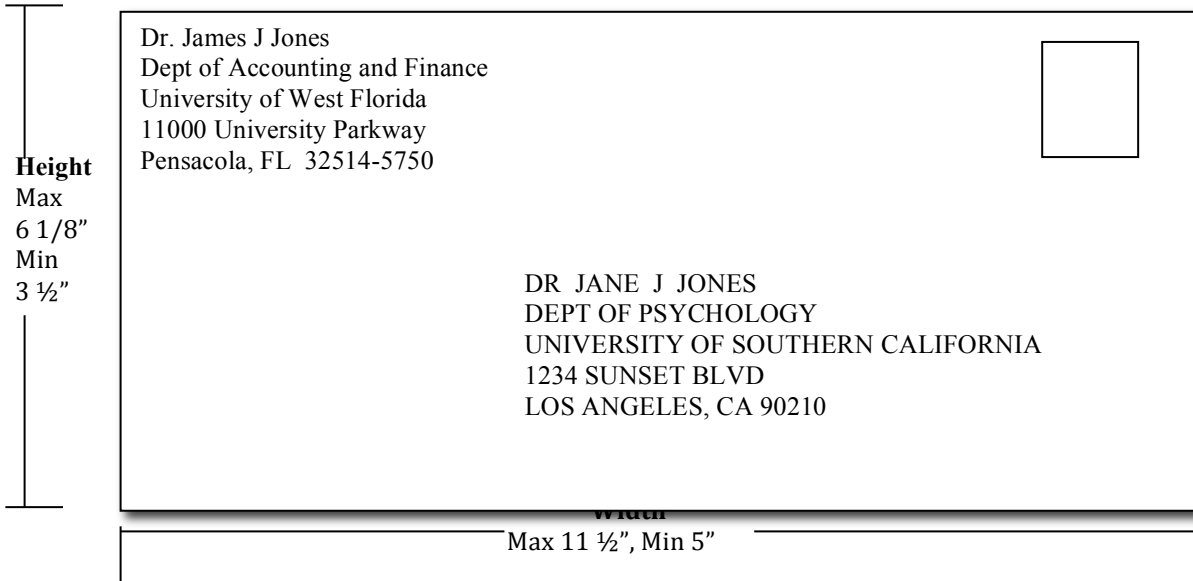 Dr. James J Jones
Dept of Accounting and Finance
University of West Florida
11000 University Parkway
Pensacola, FL  32514-5750
Height
Max
6 1/8”
Min
3 ½”
DR  JANE  J  JONES
DEPT OF PSYCHOLOGY
UNIVERSITY OF SOUTHERN CALIFORNIA
1234 SUNSET BLVD
LOS ANGELES, CA 90210
Width
Max 11 ½”, Min 5”